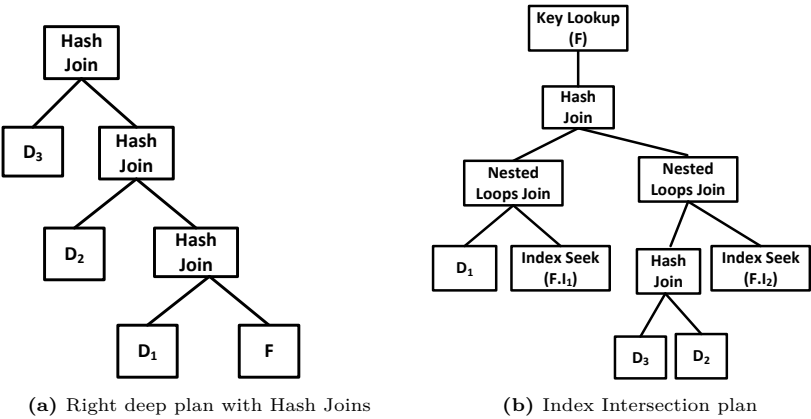 Hash
Join
D₃
Hash
Join
D₂
Hash
Join
D₁
F
(a) Right deep plan with Hash Joins
Key Lookup
(F)
Hash
Join
Nested
Loops Join
Nested
Loops Join
D₁
Index Seek
(F.I₁)
Hash
Join
Index Seek
(F.I₂)
D₃
D₂
(b) Index Intersection plan